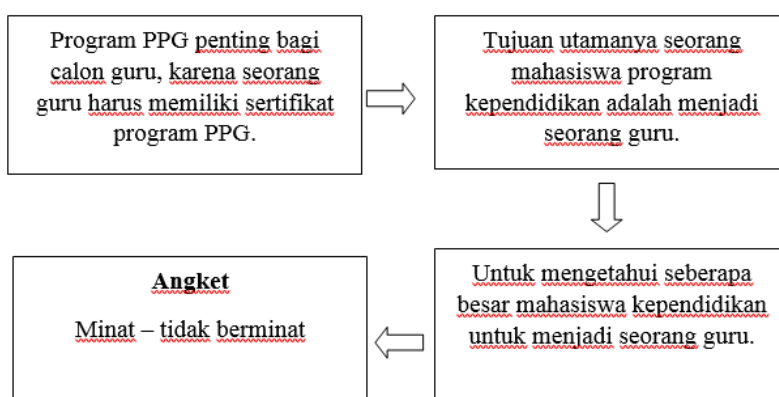 Program PPG penting bagi
calon guru, karena seorang
guru harus memiliki sertifikat
program PPG.
Tujuan utamanya seorang
mahasiswa program
kependidikan adalah menjadi
seorang guru.
Untuk mengetahui seberapa
besar mahasiswa kependidikan
untuk menjadi seorang guru.
Angket
Minat – tidak berminat